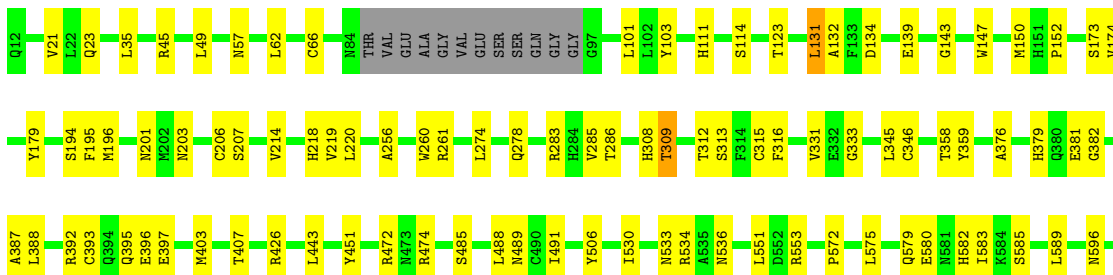 Q12 V21 L22 Q23 L35 R45 L49 N57 L62 C66 N84 THR VAL GLU ALA GLY VAL GLU SER SER GLN GLY GLY G97 L101 L102 Y103 H111 S114 T123 L131 A132 F133 D134 E139 G143 W147 M150 H151 P152 S173
Y179 S194 F195 M196 N201 M202 N203 C206 S207 V214 H218 V219 L220 A256 W260 R261 L274 Q278 R283 H284 V285 T286 H308 T309 T312 S313 F314 C315 F316 V331 E332 G333 L345 C346 T358 Y359 A376 H379 Q380 E381 G382
A387 L388 R392 C393 Q394 Q395 E396 E397 M403 T407 R426 L443 Y451 R472 N473 R474 S485 L488 N489 C490 I491 Y506 I530 N533 R534 A535 N536 L551 D552 R553 P572 L575 Q579 E580 N581 H582 I583 K584 S585 L589 N596